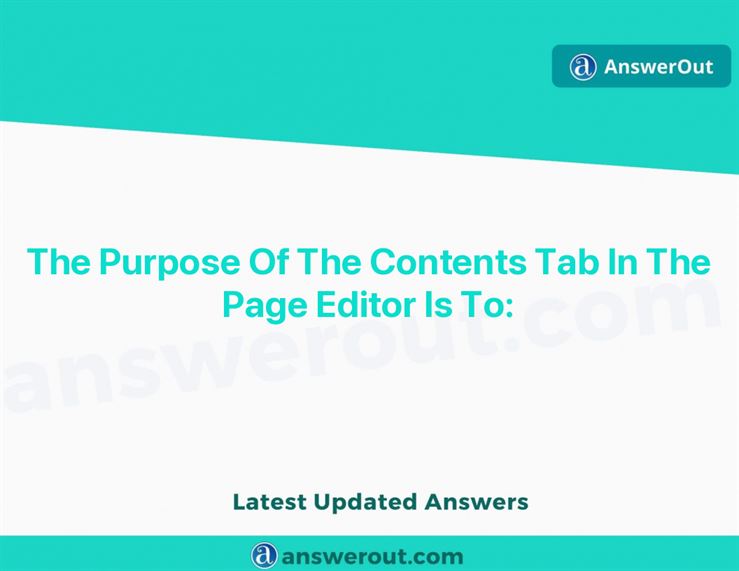 AnswerOut
The Purpose Of The Contents Tab In The
Page Editor Is To:
answerout.com
Latest Updated Answers
answerout.com